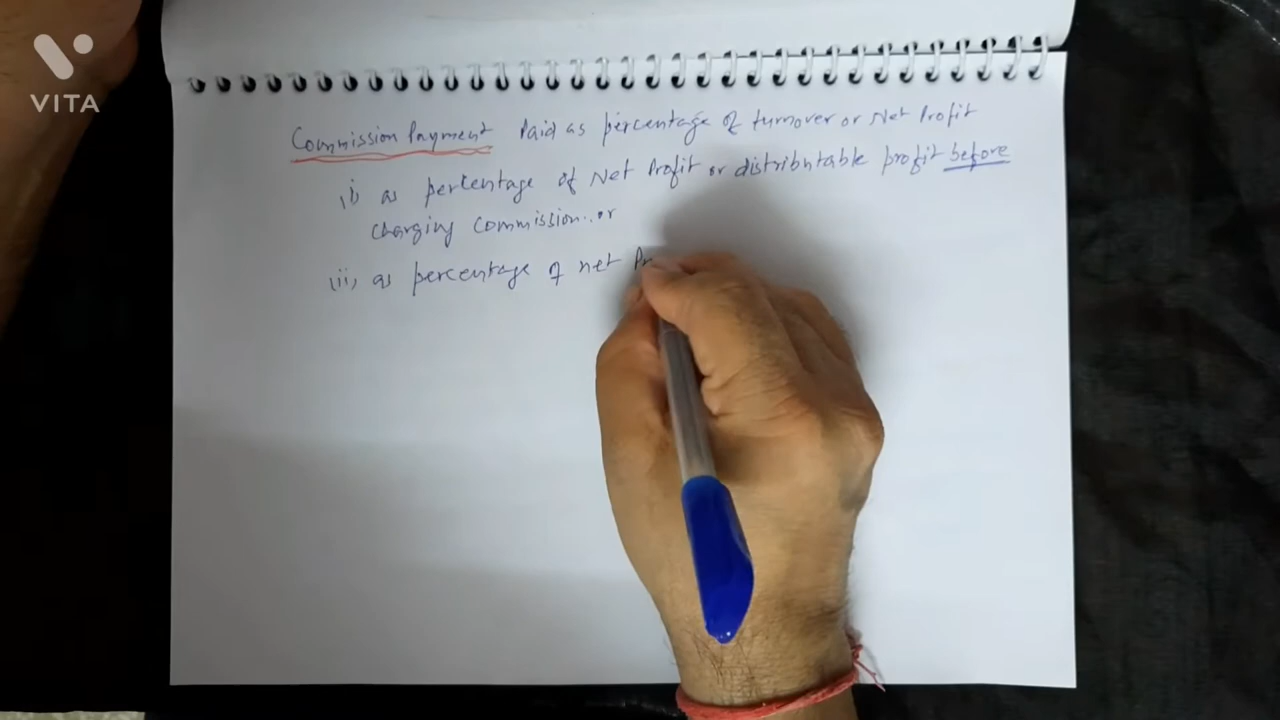 VITA
Commission Payment Paid as percentage of turnover or Net Profit
(i) as percentage of Net Profit or distributable profit before
charging Commission.. or
(ii) as percentage of net Pr